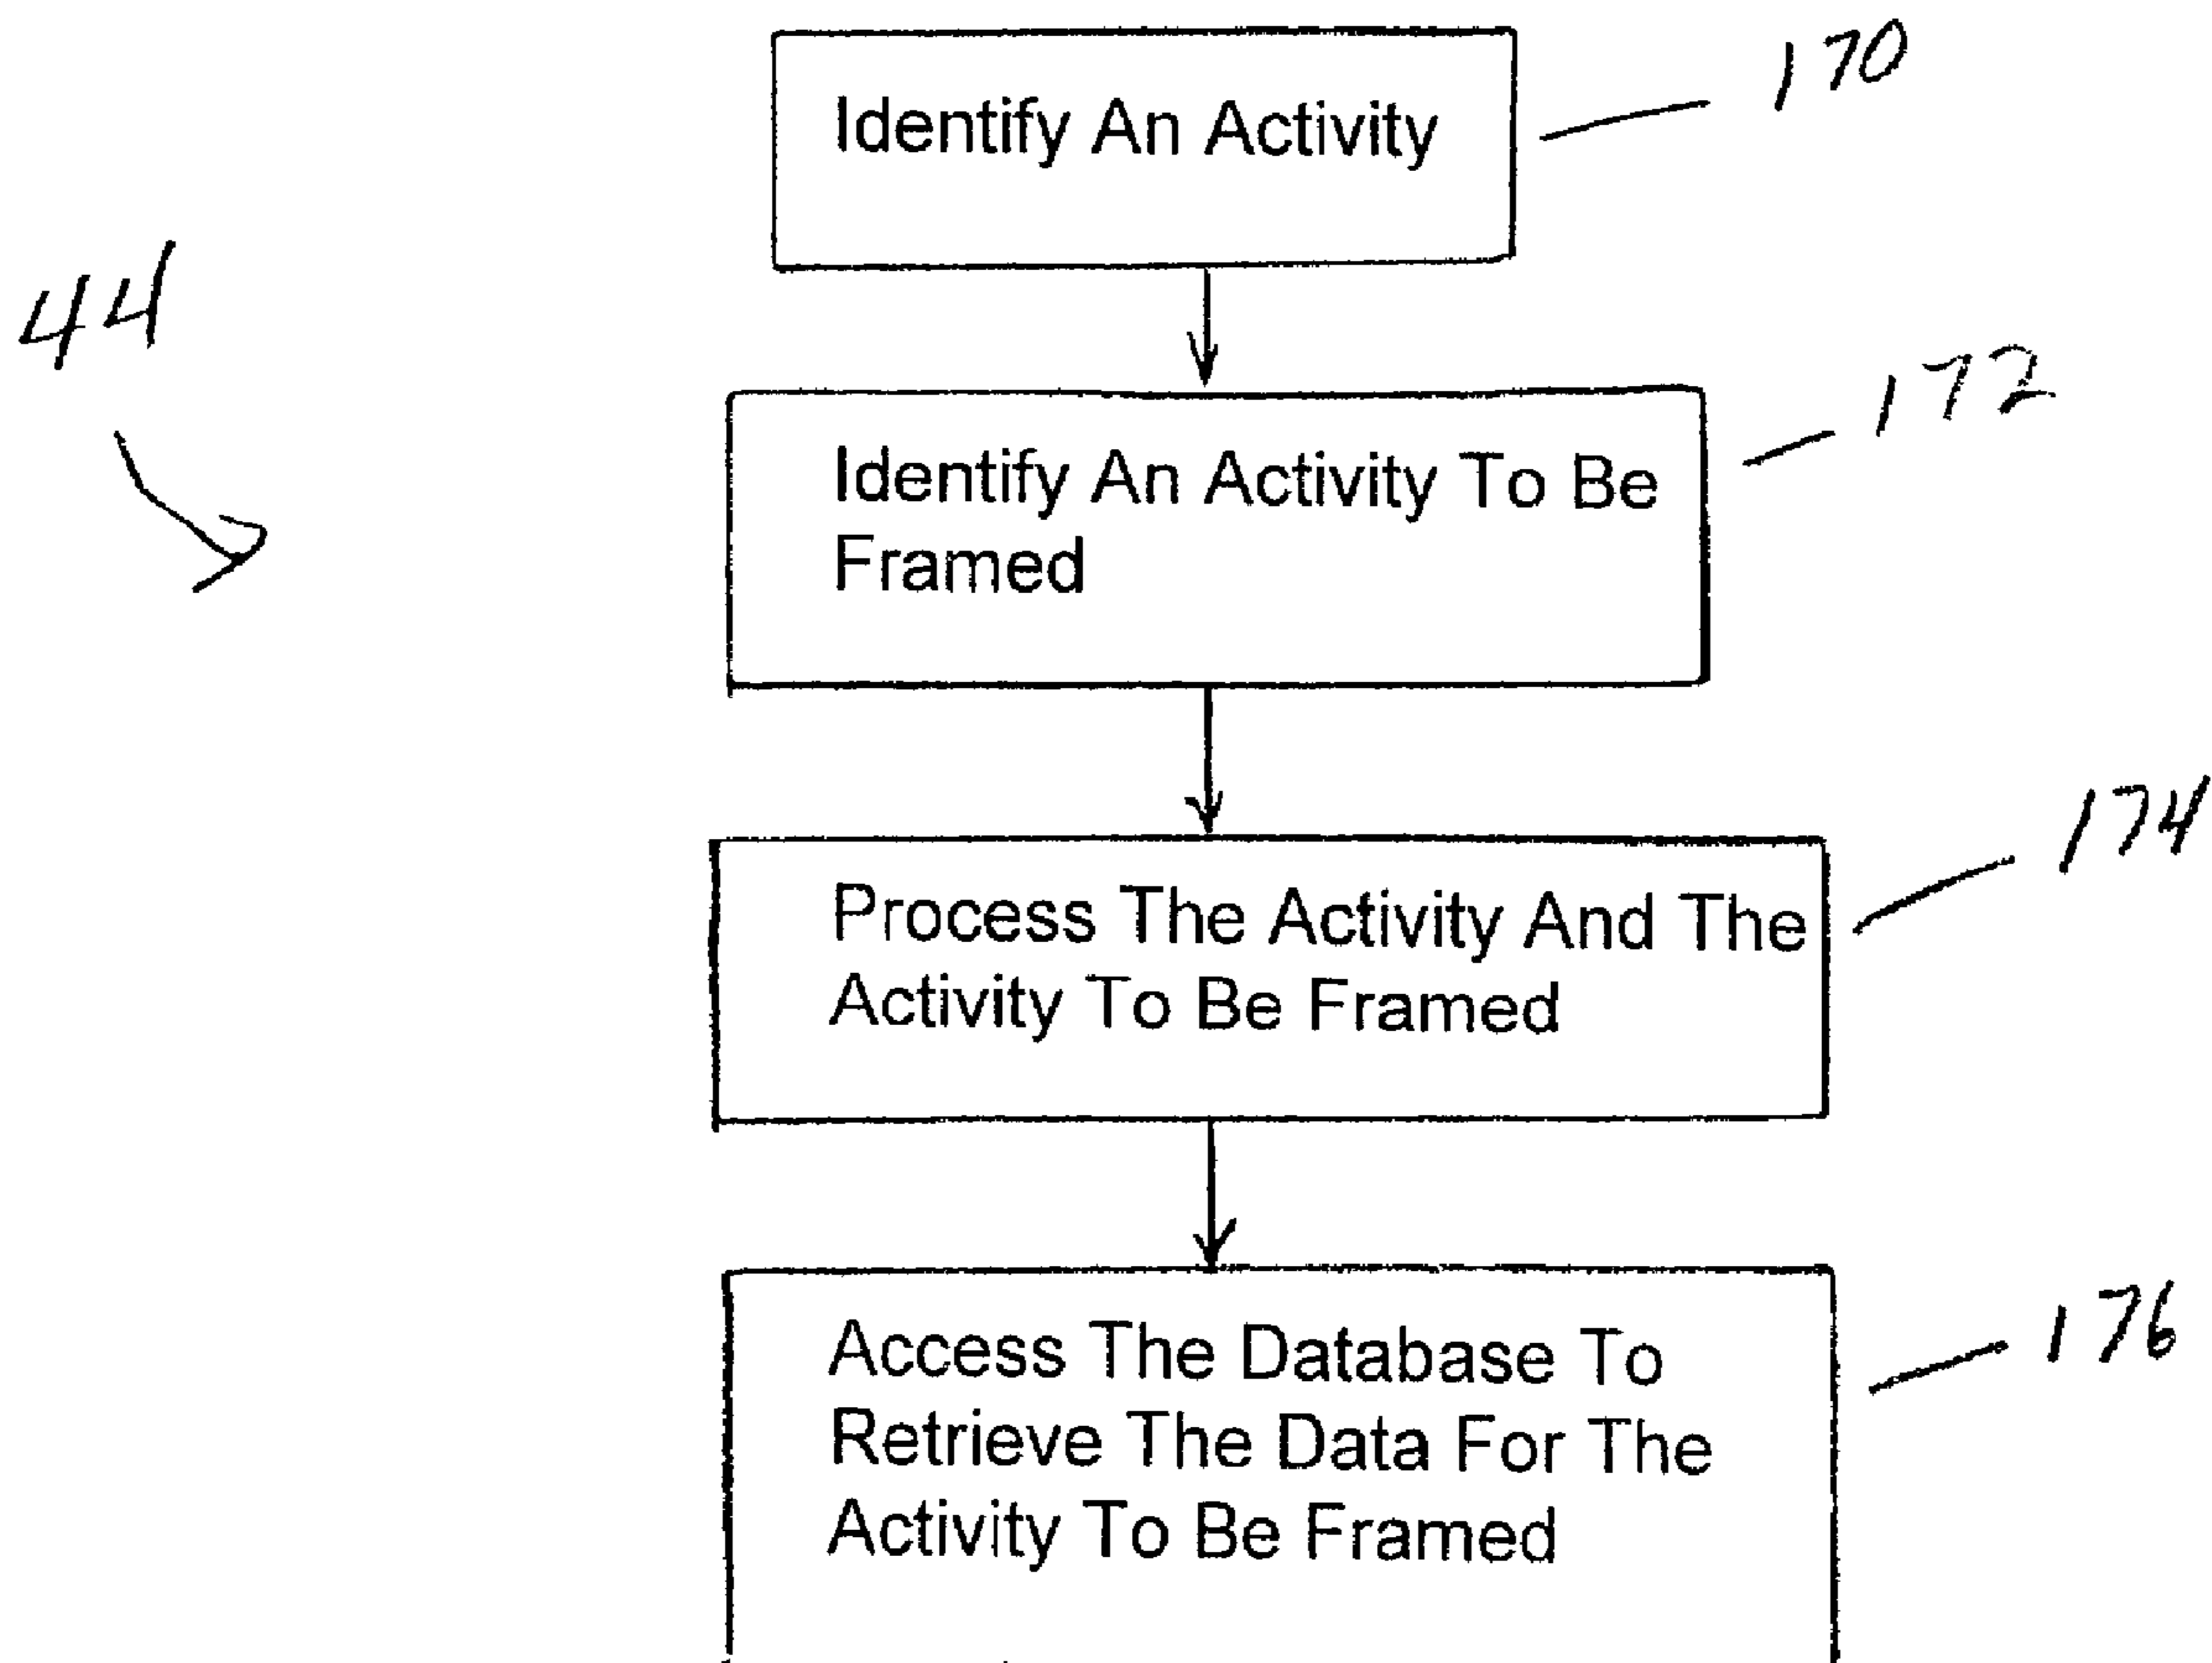 Identify An Activity
170
44
Identify An Activity To Be
Framed
172
Process The Activity And The
Activity To Be Framed
174
Access The Database To
Retrieve The Data For The
Activity To Be Framed
176